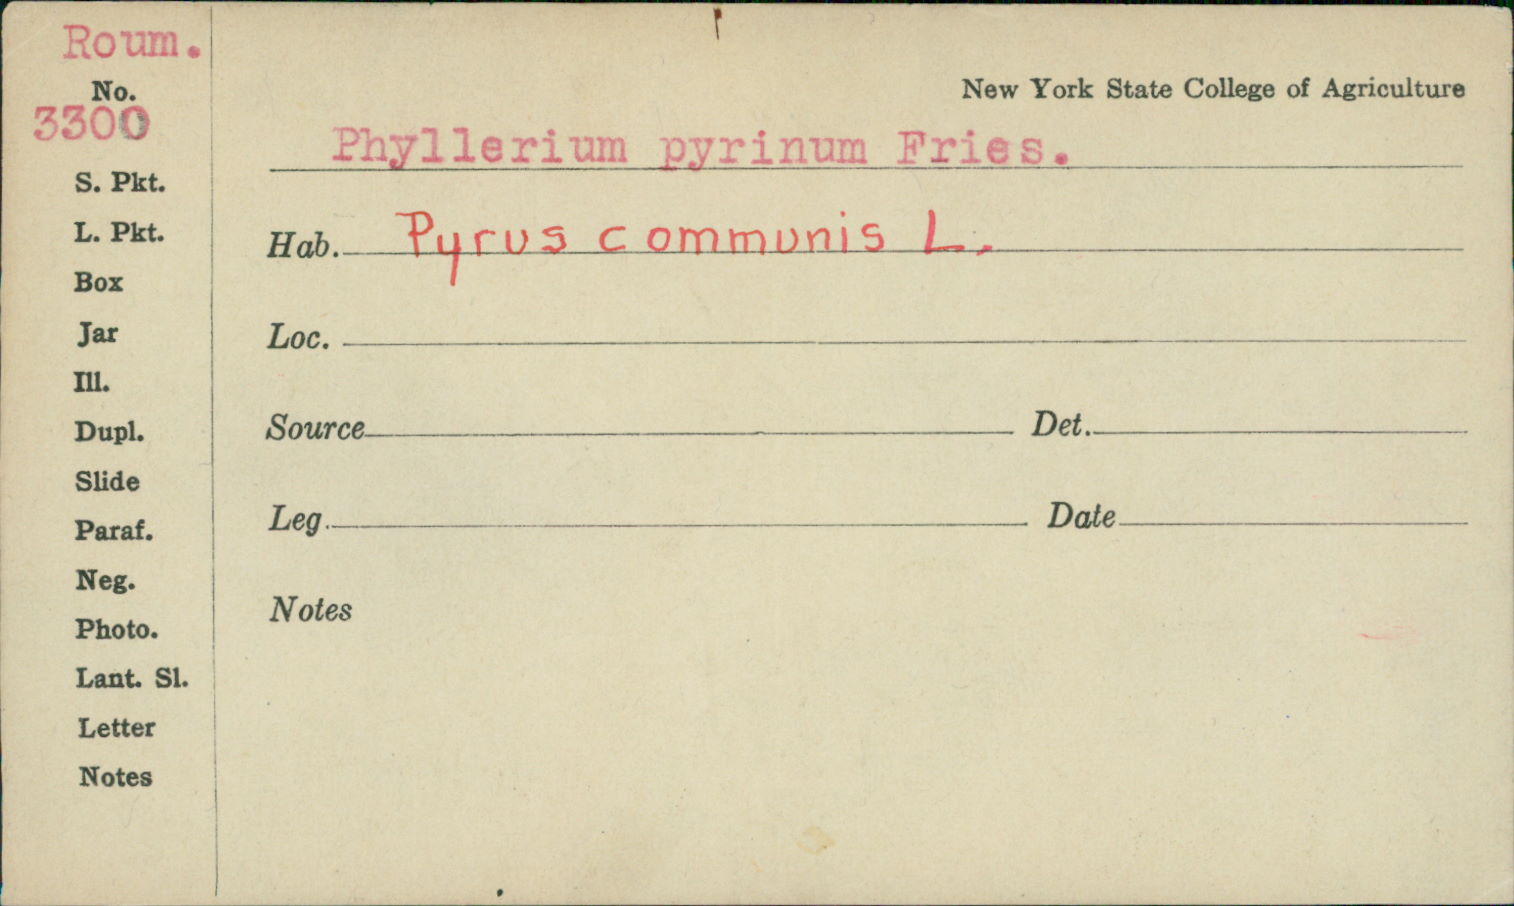 Roum.
No.
3300
S. Pkt.
L. Pkt.
Box
Jar
Ill.
Dupl.
Slide
Paraf.
Neg.
Photo.
Lant. Sl.
Letter
Notes
New York State College of Agriculture
Phyllerium pyrinum Fries.
Hab. Pyrus communis L.
Loc.
Source Det.
Leg. Date
Notes